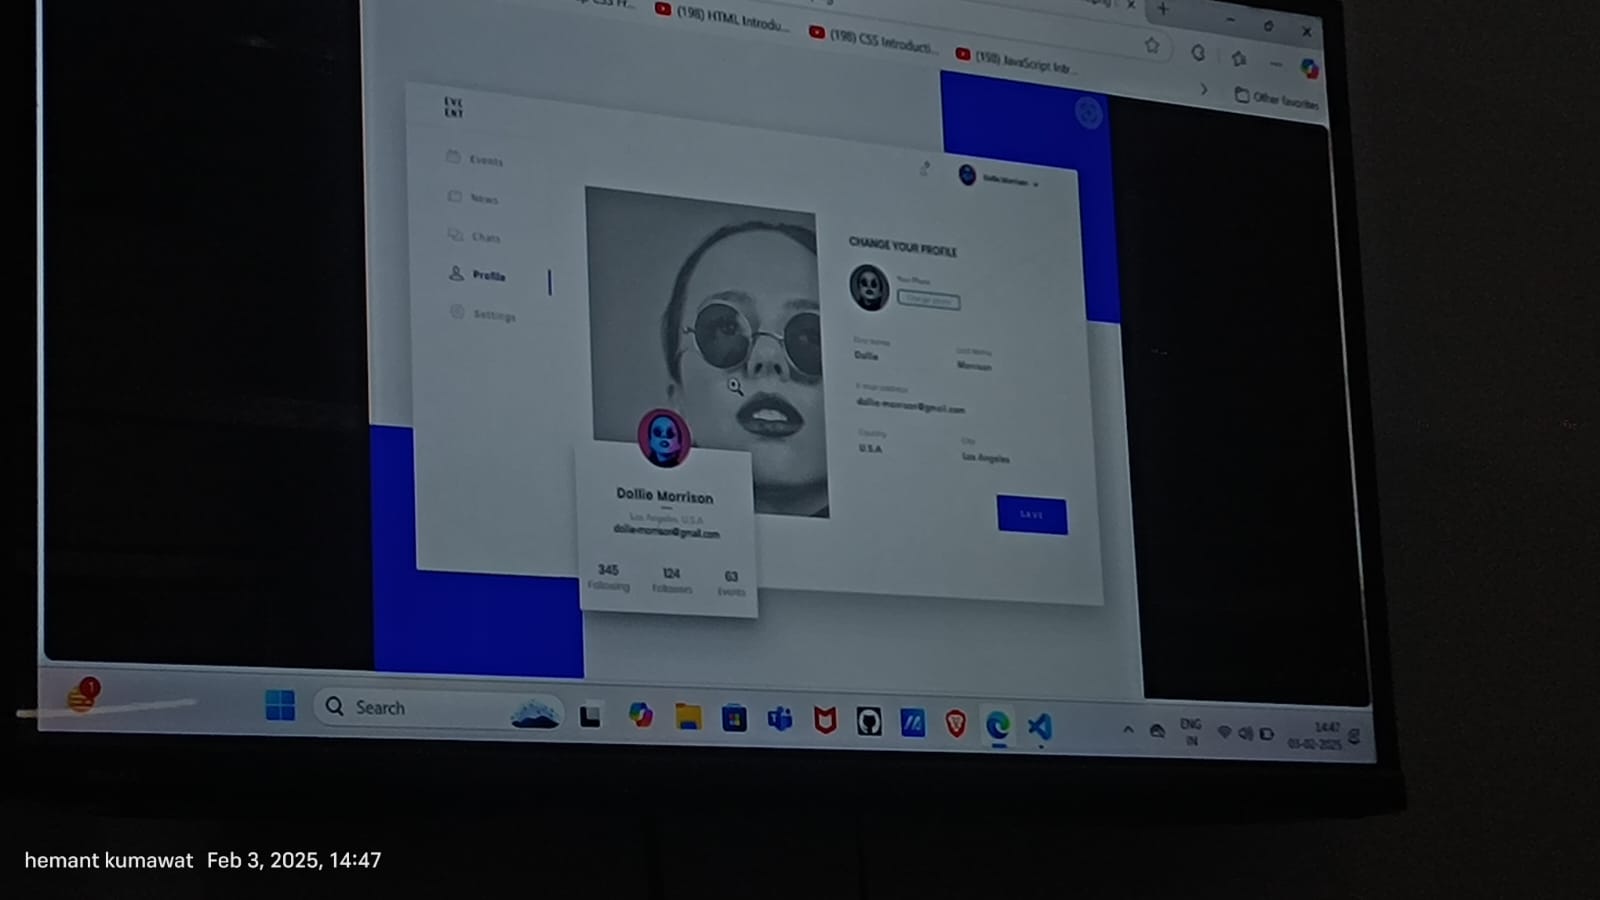 (198) HTML Introdu...
(198) CSS Introducti...
(198) JavaScript Intr...
Other favorites
EVE
ENT
Events
News
Chats
Profile
Settings
Dollie Morrison
CHANGE YOUR PROFILE
Your Photo
Change photo
First Name
Last Name
Dollie
Morrison
dollie-morrison@gmail.com
Country
City
U.S.A
Los Angeles
SAVE
Dollie Morrison
Los Angeles, U.S.A
dollie-morrison@gmail.com
345
124
63
Following
Followers
Events
1
Search
ENG
IN
14:47
03-02-2025
hemant kumawat Feb 3, 2025, 14:47